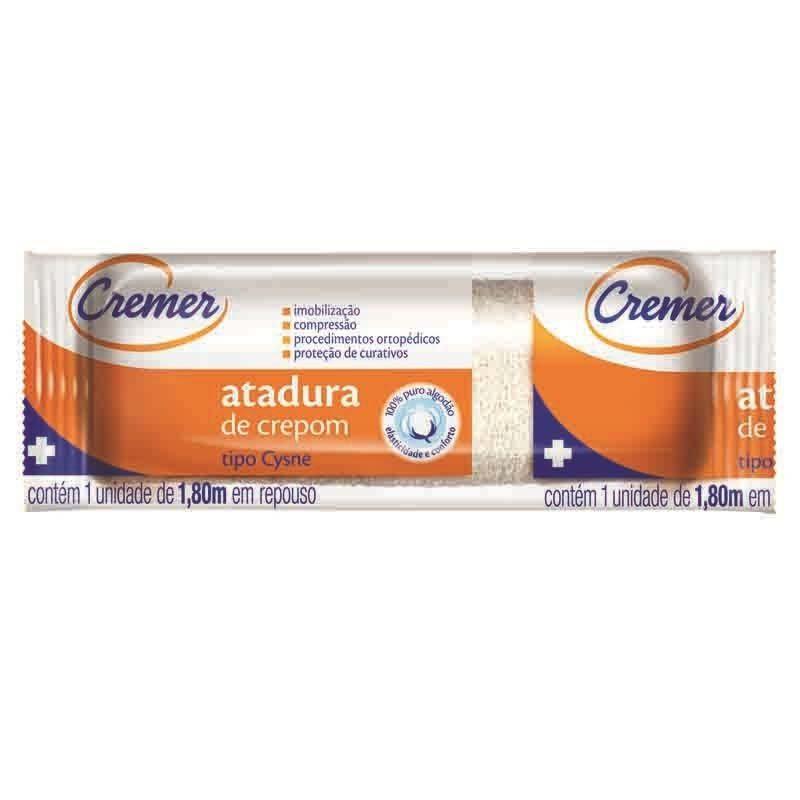 Cremer
imobilização
compressão
procedimentos ortopédicos
proteção de curativos
atadura
de crepom
tipo Cysne
100% puro algodão
elasticidade e conforto
contém 1 unidade de 1,80m em repouso
Cremer
at
de
tipo
contém 1 unidade de 1,80m em